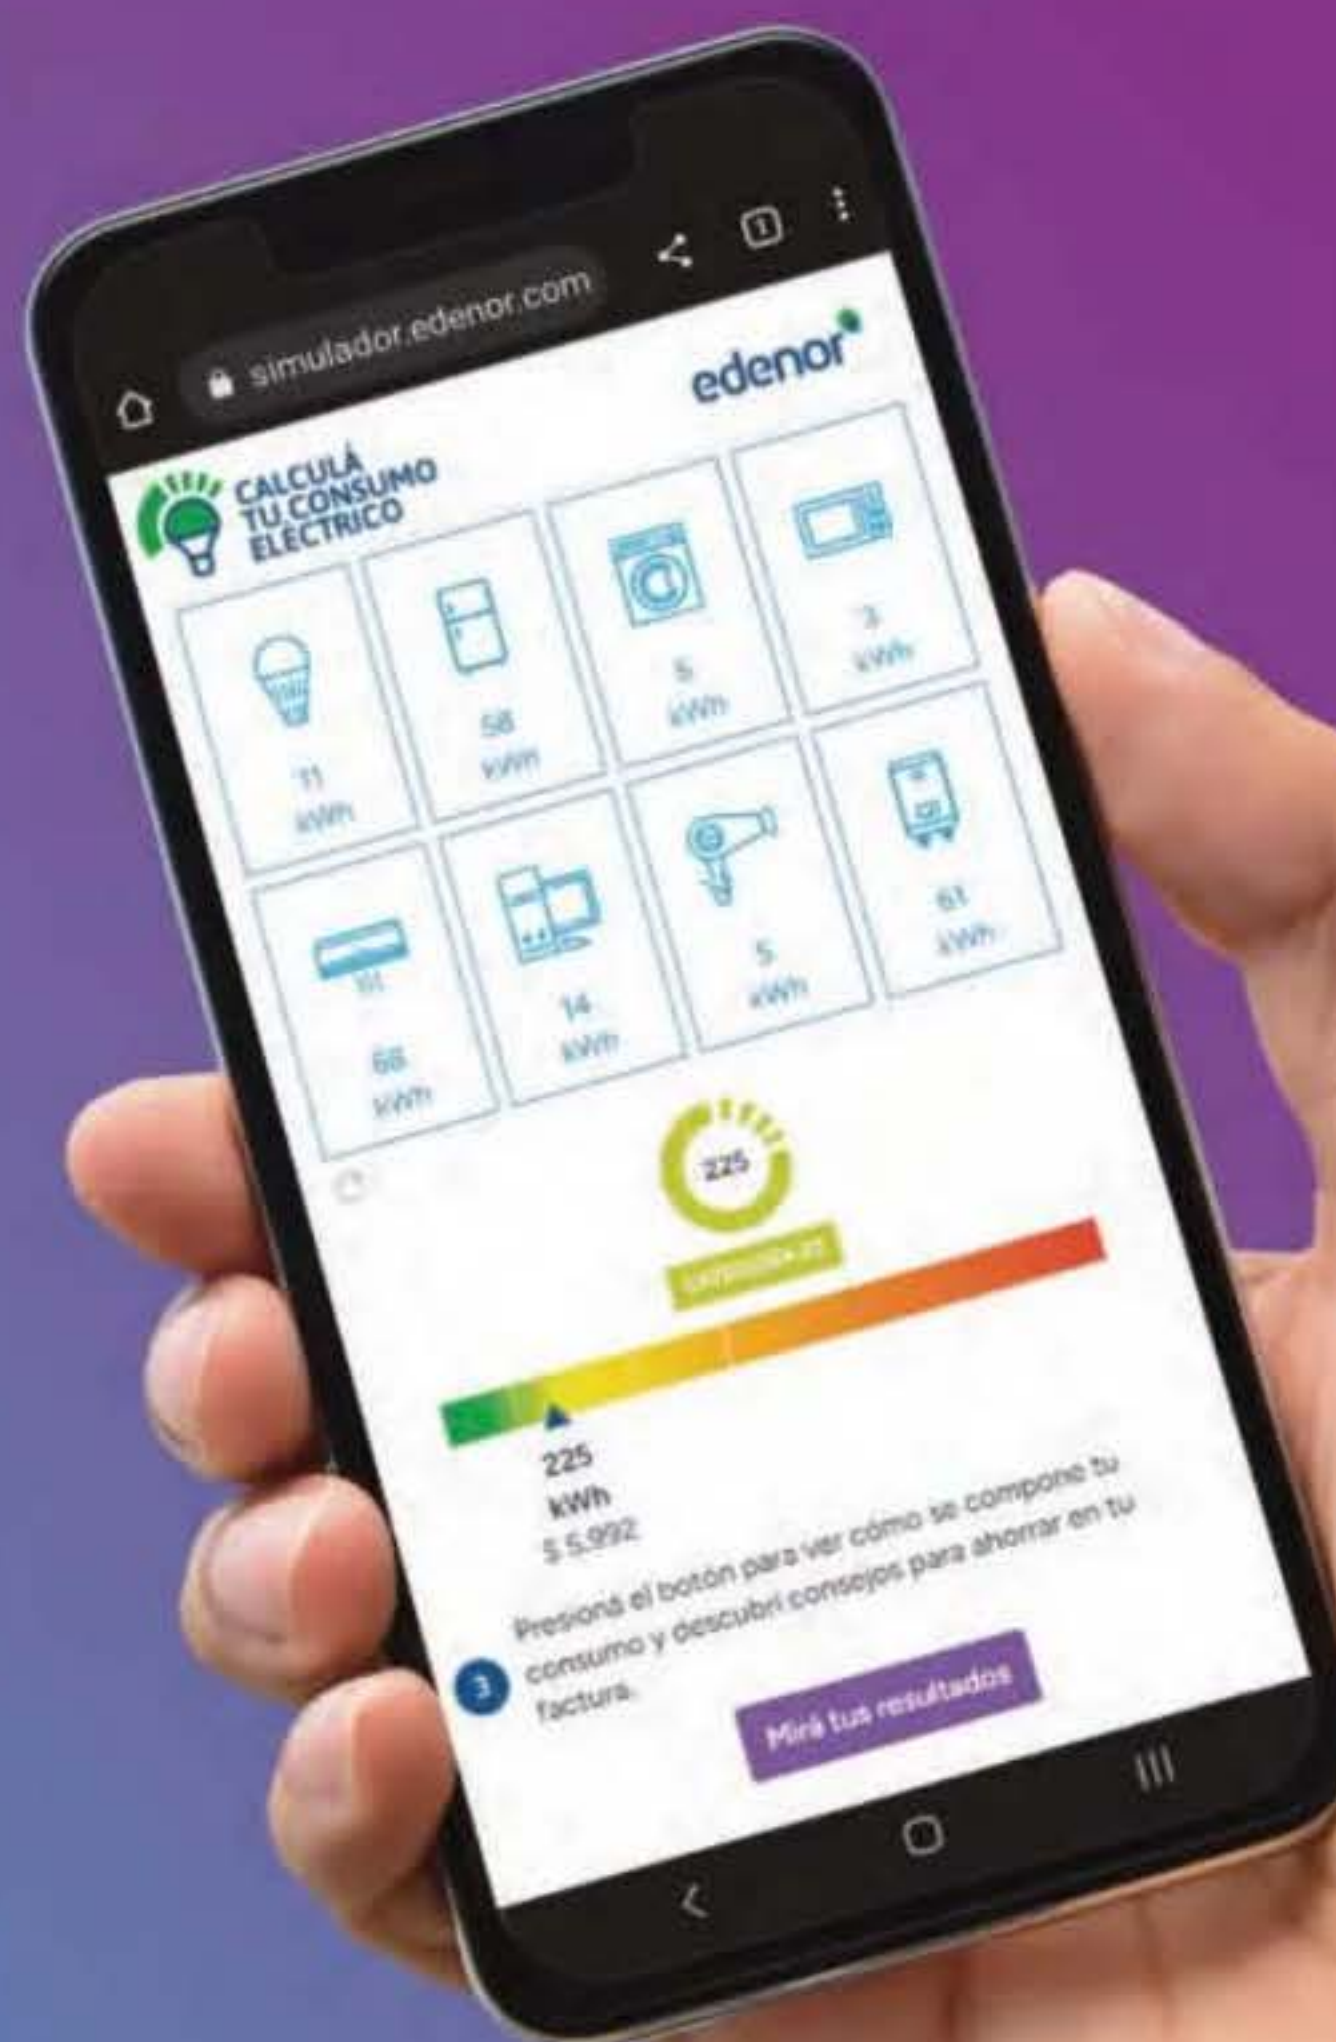 simulador.edenor.com
1
edenor
CALCULÁ
TU CONSUMO
ELÉCTRICO
11
kWh
58
kWh
5
kWh
3
kWh
68
kWh
14
kWh
5
kWh
61
kWh
225
225
kWh
$ 5.992
3
Presioná el botón para ver cómo se compone tu
consumo y descubrí consejos para ahorrar en tu
factura.
Mirá tus resultados